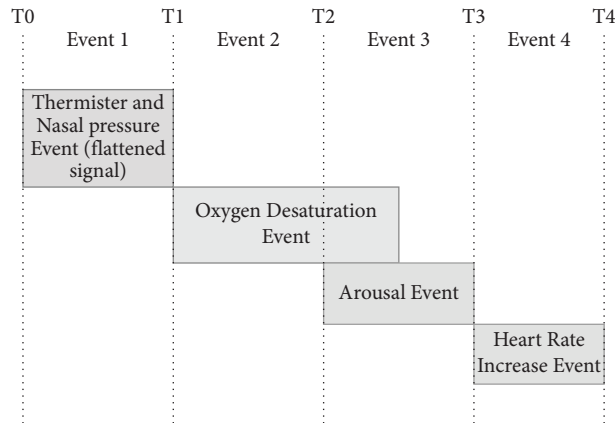 T0 T1 T2 T3 T4
Event 1 Event 2 Event 3 Event 4
Thermister and
Nasal pressure
Event (flattened
signal)
Oxygen Desaturation
Event
Arousal Event
Heart Rate
Increase Event